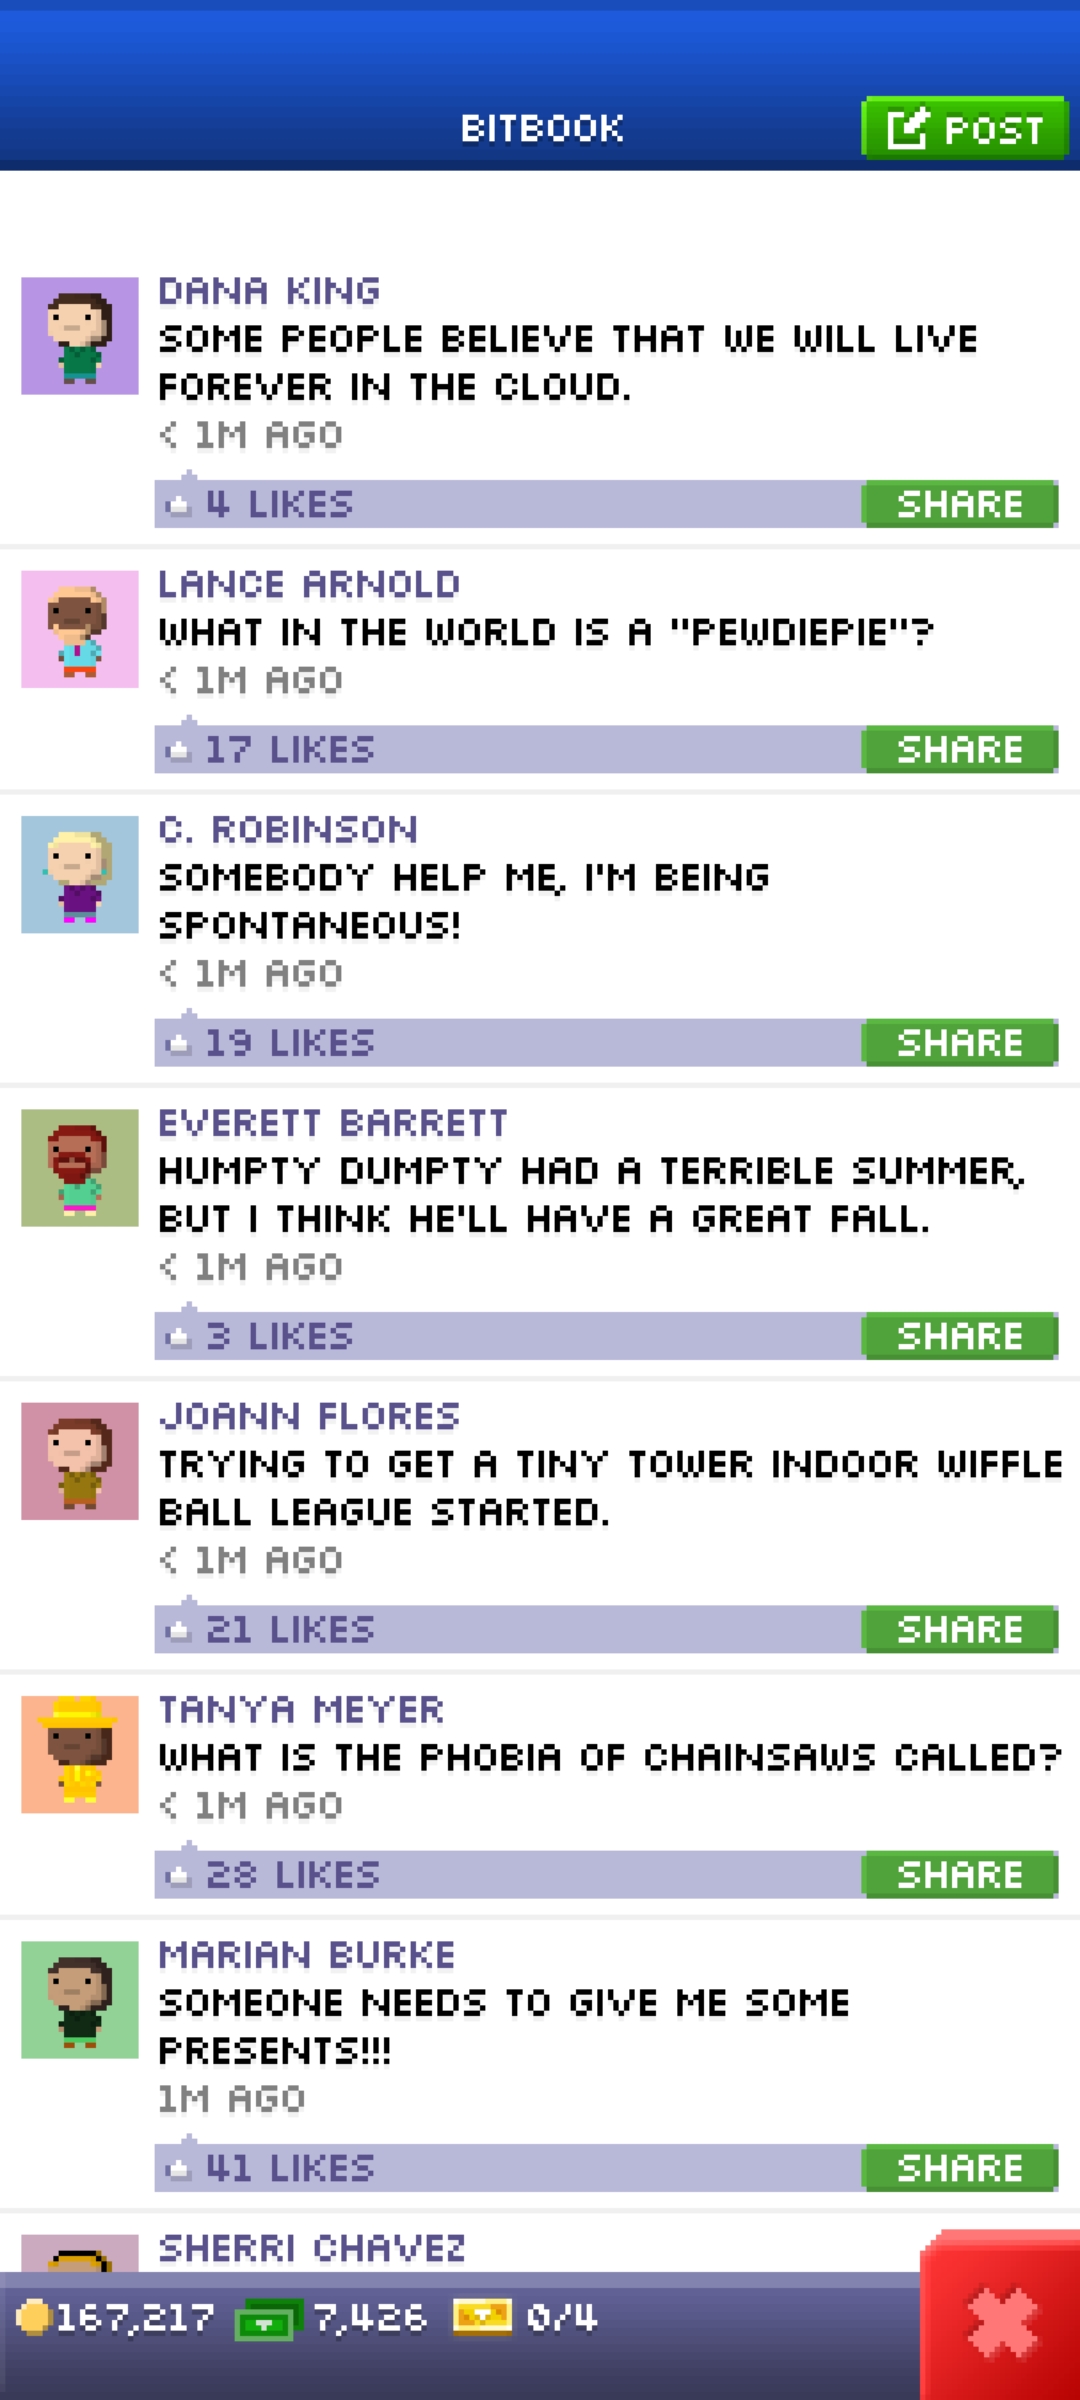 BITBOOK
POST
DANA KING
SOME PEOPLE BELIEVE THAT WE WILL LIVE
FOREVER IN THE CLOUD.
< 1M AGO
4 LIKES
SHARE
LANCE ARNOLD
WHAT IN THE WORLD IS A "PEWDIEPIE"?
< 1M AGO
17 LIKES
SHARE
C. ROBINSON
SOMEBODY HELP ME, I'M BEING
SPONTANEOUS!
< 1M AGO
19 LIKES
SHARE
EVERETT BARRETT
HUMPTY DUMPTY HAD A TERRIBLE SUMMER,
BUT I THINK HE'LL HAVE A GREAT FALL.
< 1M AGO
3 LIKES
SHARE
JOANN FLORES
TRYING TO GET A TINY TOWER INDOOR WIFFLE
BALL LEAGUE STARTED.
< 1M AGO
21 LIKES
SHARE
TANYA MEYER
WHAT IS THE PHOBIA OF CHAINSAWS CALLED?
< 1M AGO
28 LIKES
SHARE
MARIAN BURKE
SOMEONE NEEDS TO GIVE ME SOME
PRESENTS!!!
1M AGO
41 LIKES
SHARE
SHERRI CHAVEZ
167,217 7,426 0/4